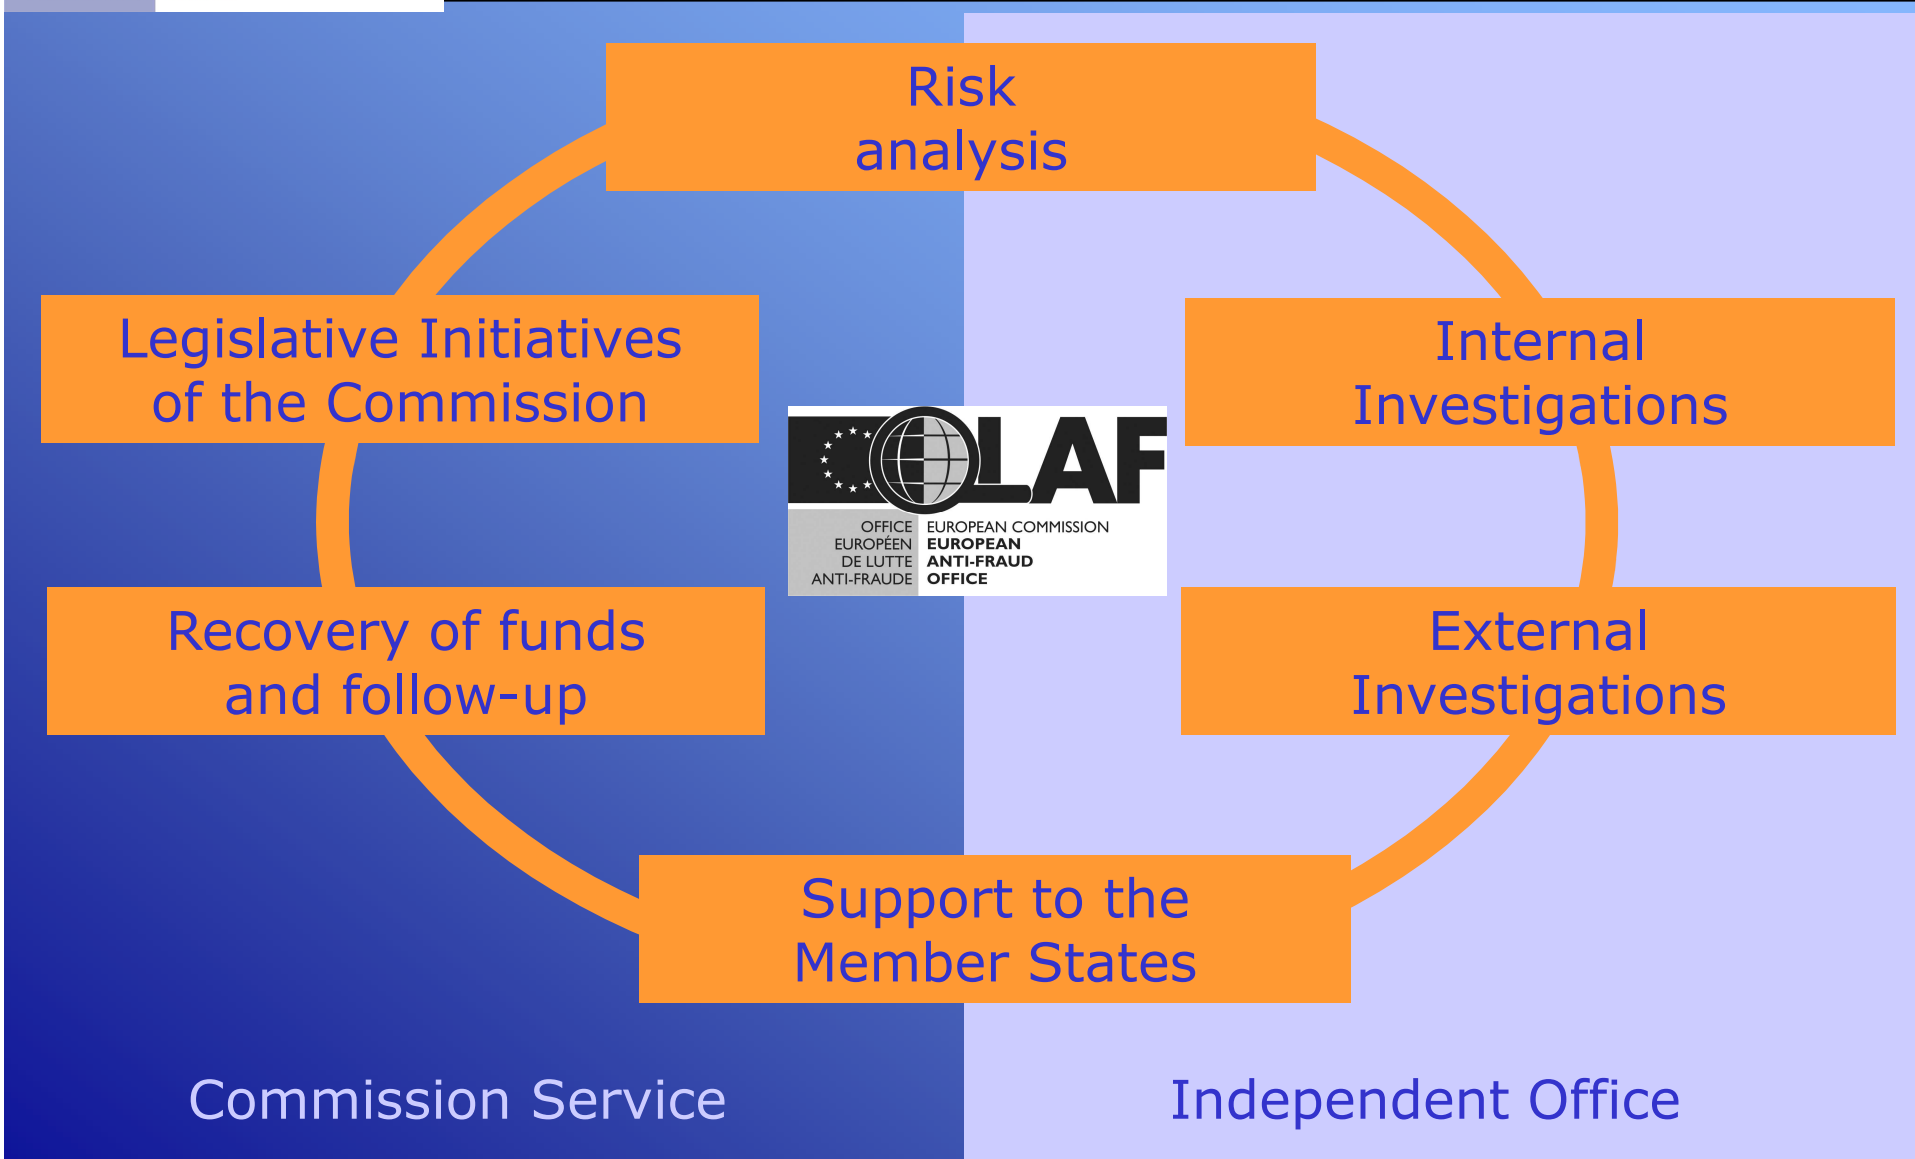 Risk
analysis
Legislative Initiatives
of the Commission
Internal
Investigations
OLAF
OFFICE
EUROPÉEN
DE LUTTE
ANTI-FRAUDE
EUROPEAN COMMISSION
EUROPEAN
ANTI-FRAUD
OFFICE
Recovery of funds
and follow-up
External
Investigations
Support to the
Member States
Commission Service
Independent Office